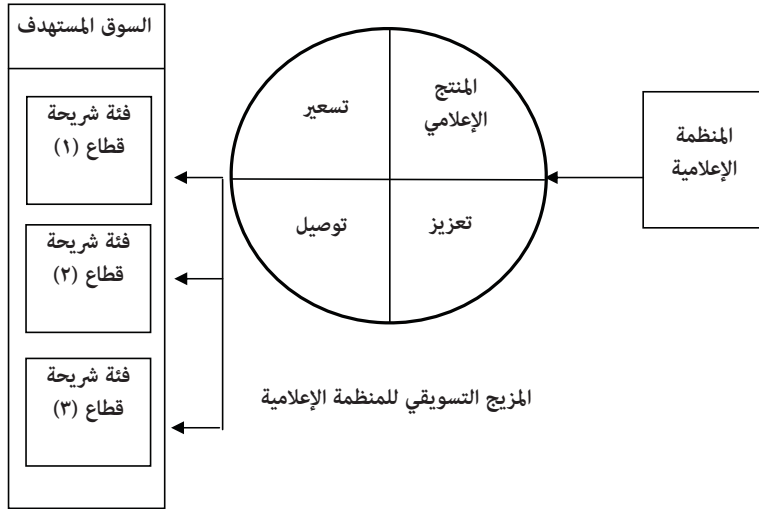 المنظمة
الإعلامية
المنتج
الإعلامي
تسعير
تعزيز
توصيل
السوق المستهدف
فئة شريحة
قطاع (١)
فئة شريحة
قطاع (٢)
فئة شريحة
قطاع (٣)
المزيج التسويقي للمنظمة الإعلامية